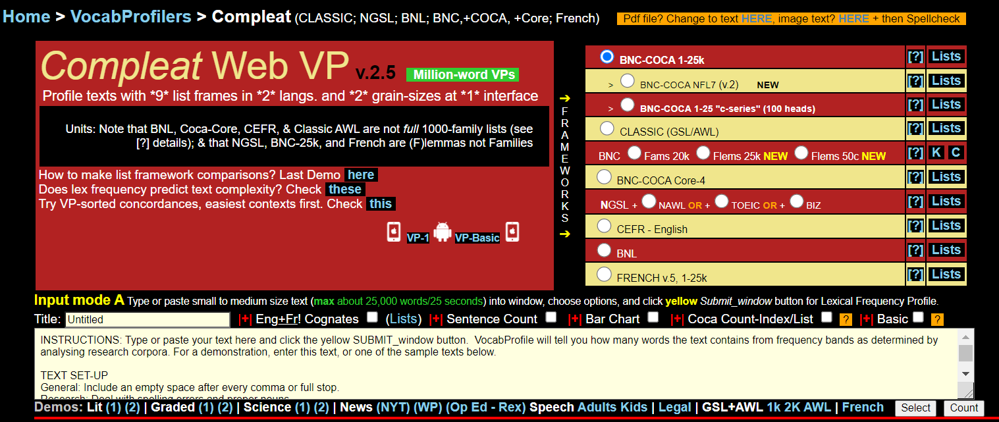 Home > VocabProfilers > Compleat (CLASSIC; NGSL; BNL; BNC,+COCA, +Core; French)
Pdf file? Change to text HERE, image text? HERE + then Spellcheck
Compleat Web VP v.2.5 Million-word VPs
Profile texts with *9* list frames in *2* langs. and *2* grain-sizes at *1* interface
Units: Note that BNL, Coca-Core, CEFR, & Classic AWL are not full 1000-family lists (see
[?] details); & that NGSL, BNC-25k, and French are (F)lemmas not Families
How to make list framework comparisons? Last Demo here
Does lex frequency predict text complexity? Check these
Try VP-sorted concordances, easiest contexts first. Check this
VP-1 VP-Basic
➔
F
R
A
M
E
W
O
R
K
S
➔
BNC-COCA 1-25k [?] Lists
> BNC-COCA NFL7 (v.2) NEW [?] Lists
> BNC-COCA 1-25 "c-series" (100 heads) [?] Lists
CLASSIC (GSL/AWL) [?] Lists
BNC Fams 20k Flems 25k NEW Flems 50c NEW [?] K C
BNC-COCA Core-4 [?] Lists
NGSL + NAWL OR + TOEIC OR + BIZ [?] Lists
CEFR - English [?] Lists
BNL [?] Lists
FRENCH v.5, 1-25k [?] Lists
Input mode A Type or paste small to medium size text (max about 25,000 words/25 seconds) into window, choose options, and click yellow Submit_window button for Lexical Frequency Profile.
Title: Untitled |+| Eng+Fr! Cognates (Lists) |+| Sentence Count |+| Bar Chart |+| Coca Count-Index/List ? |+| Basic ?
INSTRUCTIONS: Type or paste your text here and click the yellow SUBMIT_window button. VocabProfile will tell you how many words the text contains from frequency bands as determined by
analysing research corpora. For a demonstration, enter this text, or one of the sample texts below.
TEXT SET-UP
General: Include an empty space after every comma or full stop.
Research: Deal with spelling errors and proper nouns
Demos: Lit (1) (2) | Graded (1) (2) | Science (1) (2) | News (NYT) (WP) (Op Ed - Rex) Speech Adults Kids | Legal | GSL+AWL 1k 2K AWL | French Select Count